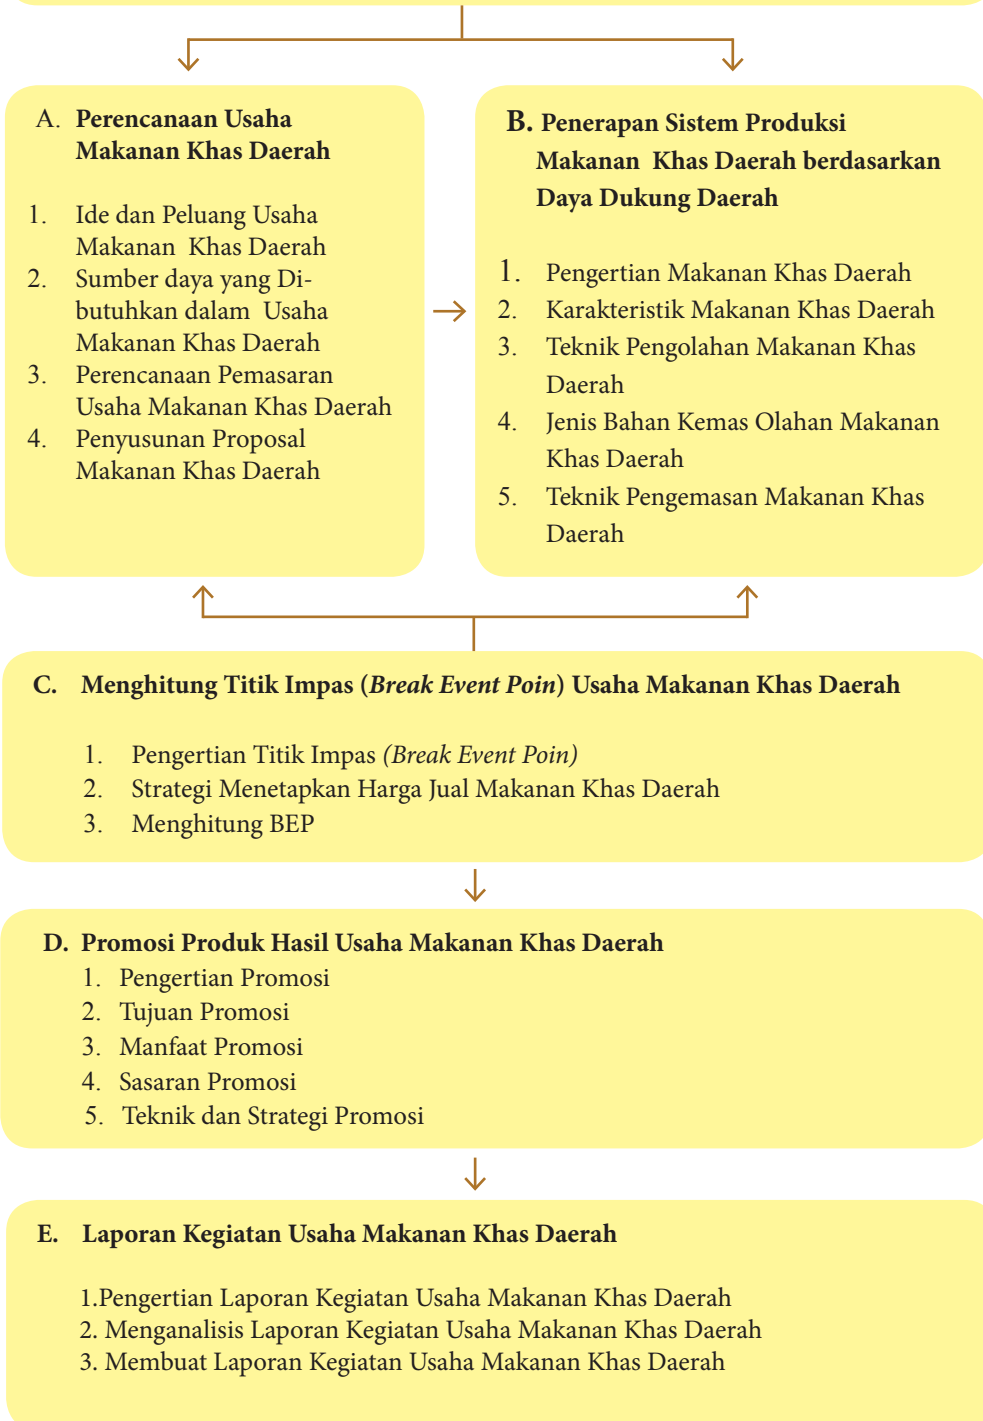 A. Perencanaan Usaha
Makanan Khas Daerah
1. Ide dan Peluang Usaha
Makanan Khas Daerah
2. Sumber daya yang Di-
butuhkan dalam Usaha
Makanan Khas Daerah
3. Perencanaan Pemasaran
Usaha Makanan Khas Daerah
4. Penyusunan Proposal
Makanan Khas Daerah
B. Penerapan Sistem Produksi
Makanan Khas Daerah berdasarkan
Daya Dukung Daerah
1. Pengertian Makanan Khas Daerah
2. Karakteristik Makanan Khas Daerah
3. Teknik Pengolahan Makanan Khas
Daerah
4. Jenis Bahan Kemas Olahan Makanan
Khas Daerah
5. Teknik Pengemasan Makanan Khas
Daerah
C. Menghitung Titik Impas (Break Event Poin) Usaha Makanan Khas Daerah
1. Pengertian Titik Impas (Break Event Poin)
2. Strategi Menetapkan Harga Jual Makanan Khas Daerah
3. Menghitung BEP
D. Promosi Produk Hasil Usaha Makanan Khas Daerah
1. Pengertian Promosi
2. Tujuan Promosi
3. Manfaat Promosi
4. Sasaran Promosi
5. Teknik dan Strategi Promosi
E. Laporan Kegiatan Usaha Makanan Khas Daerah
1.Pengertian Laporan Kegiatan Usaha Makanan Khas Daerah
2. Menganalisis Laporan Kegiatan Usaha Makanan Khas Daerah
3. Membuat Laporan Kegiatan Usaha Makanan Khas Daerah